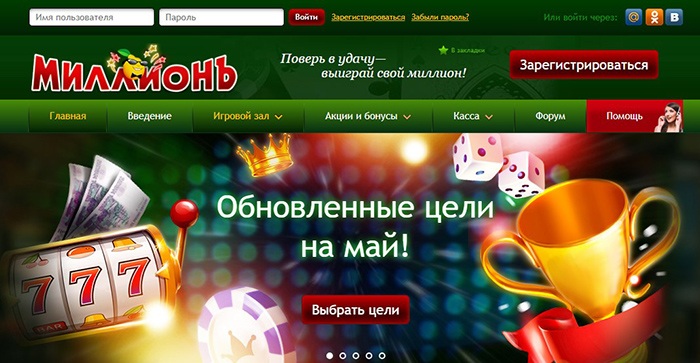 Имя пользователя
Пароль
Войти
Зарегистрироваться
Забыли пароль?
Или войти через:
МиллионЪ
Поверь в удачу—
выиграй свой миллион!
В закладки
Зарегистрироваться
Главная
Введение
Игровой зал
Акции и бонусы
Касса
Форум
Помощь
Обновленные цели
на май!
777
BAR
Выбрать цели